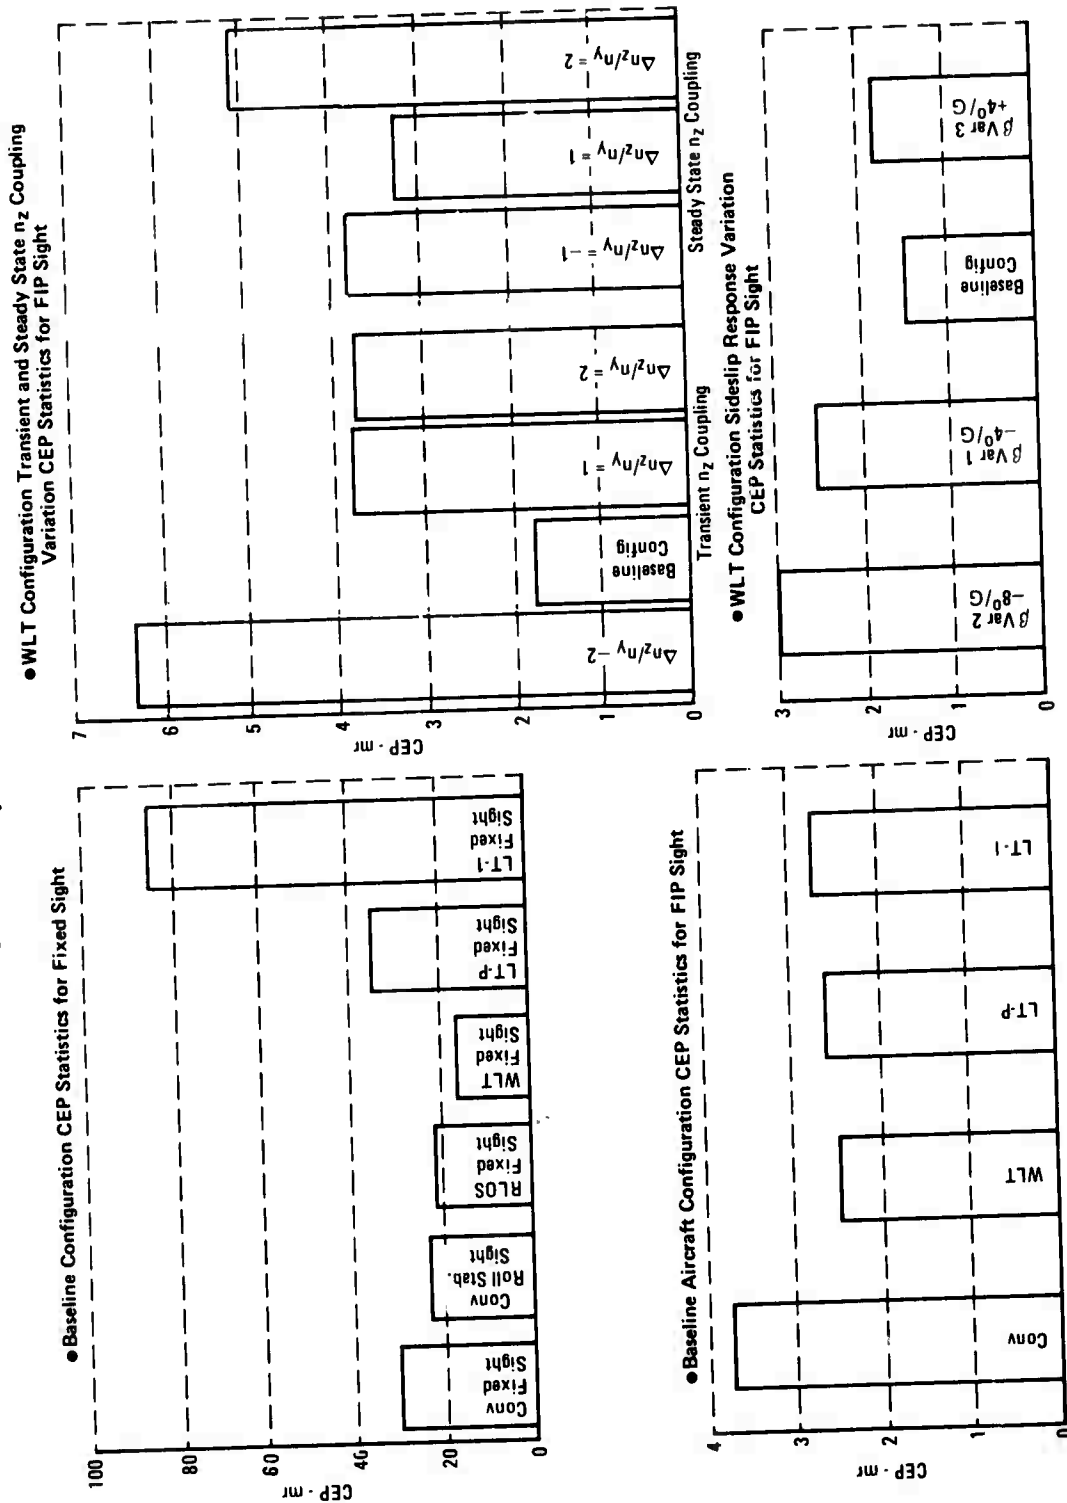 ●Baseline Configuration CEP Statistics for Fixed Sight
100
80
60
40
20
0
CEP - mr
Conv
Fixed
Sight
Conv
Roll Stab.
Sight
RLOS
Fixed
Sight
WLT
Fixed
Sight
LT-P
Fixed
Sight
LT-1
Fixed
Sight
●WLT Configuration Transient and Steady State nz Coupling
Variation CEP Statistics for FIP Sight
7
6
5
4
3
2
1
0
CEP - mr
Δnz/ny -2
Baseline
Config
Δnz/ny = 1
Δnz/ny = 2
Δnz/ny = -1
Δnz/ny = 1
Δnz/ny = 2
Transient nz Coupling
Steady State nz Coupling
●Baseline Aircraft Configuration CEP Statistics for FIP Sight
4
3
2
1
0
CEP - mr
Conv
WLT
LT-P
LT-1
●WLT Configuration Sideslip Response Variation
CEP Statistics for FIP Sight
3
2
1
0
CEP - mr
β Var 2
−8⁰/G
β Var 1
−4⁰/G
Baseline
Config
β Var 3
+4⁰/G